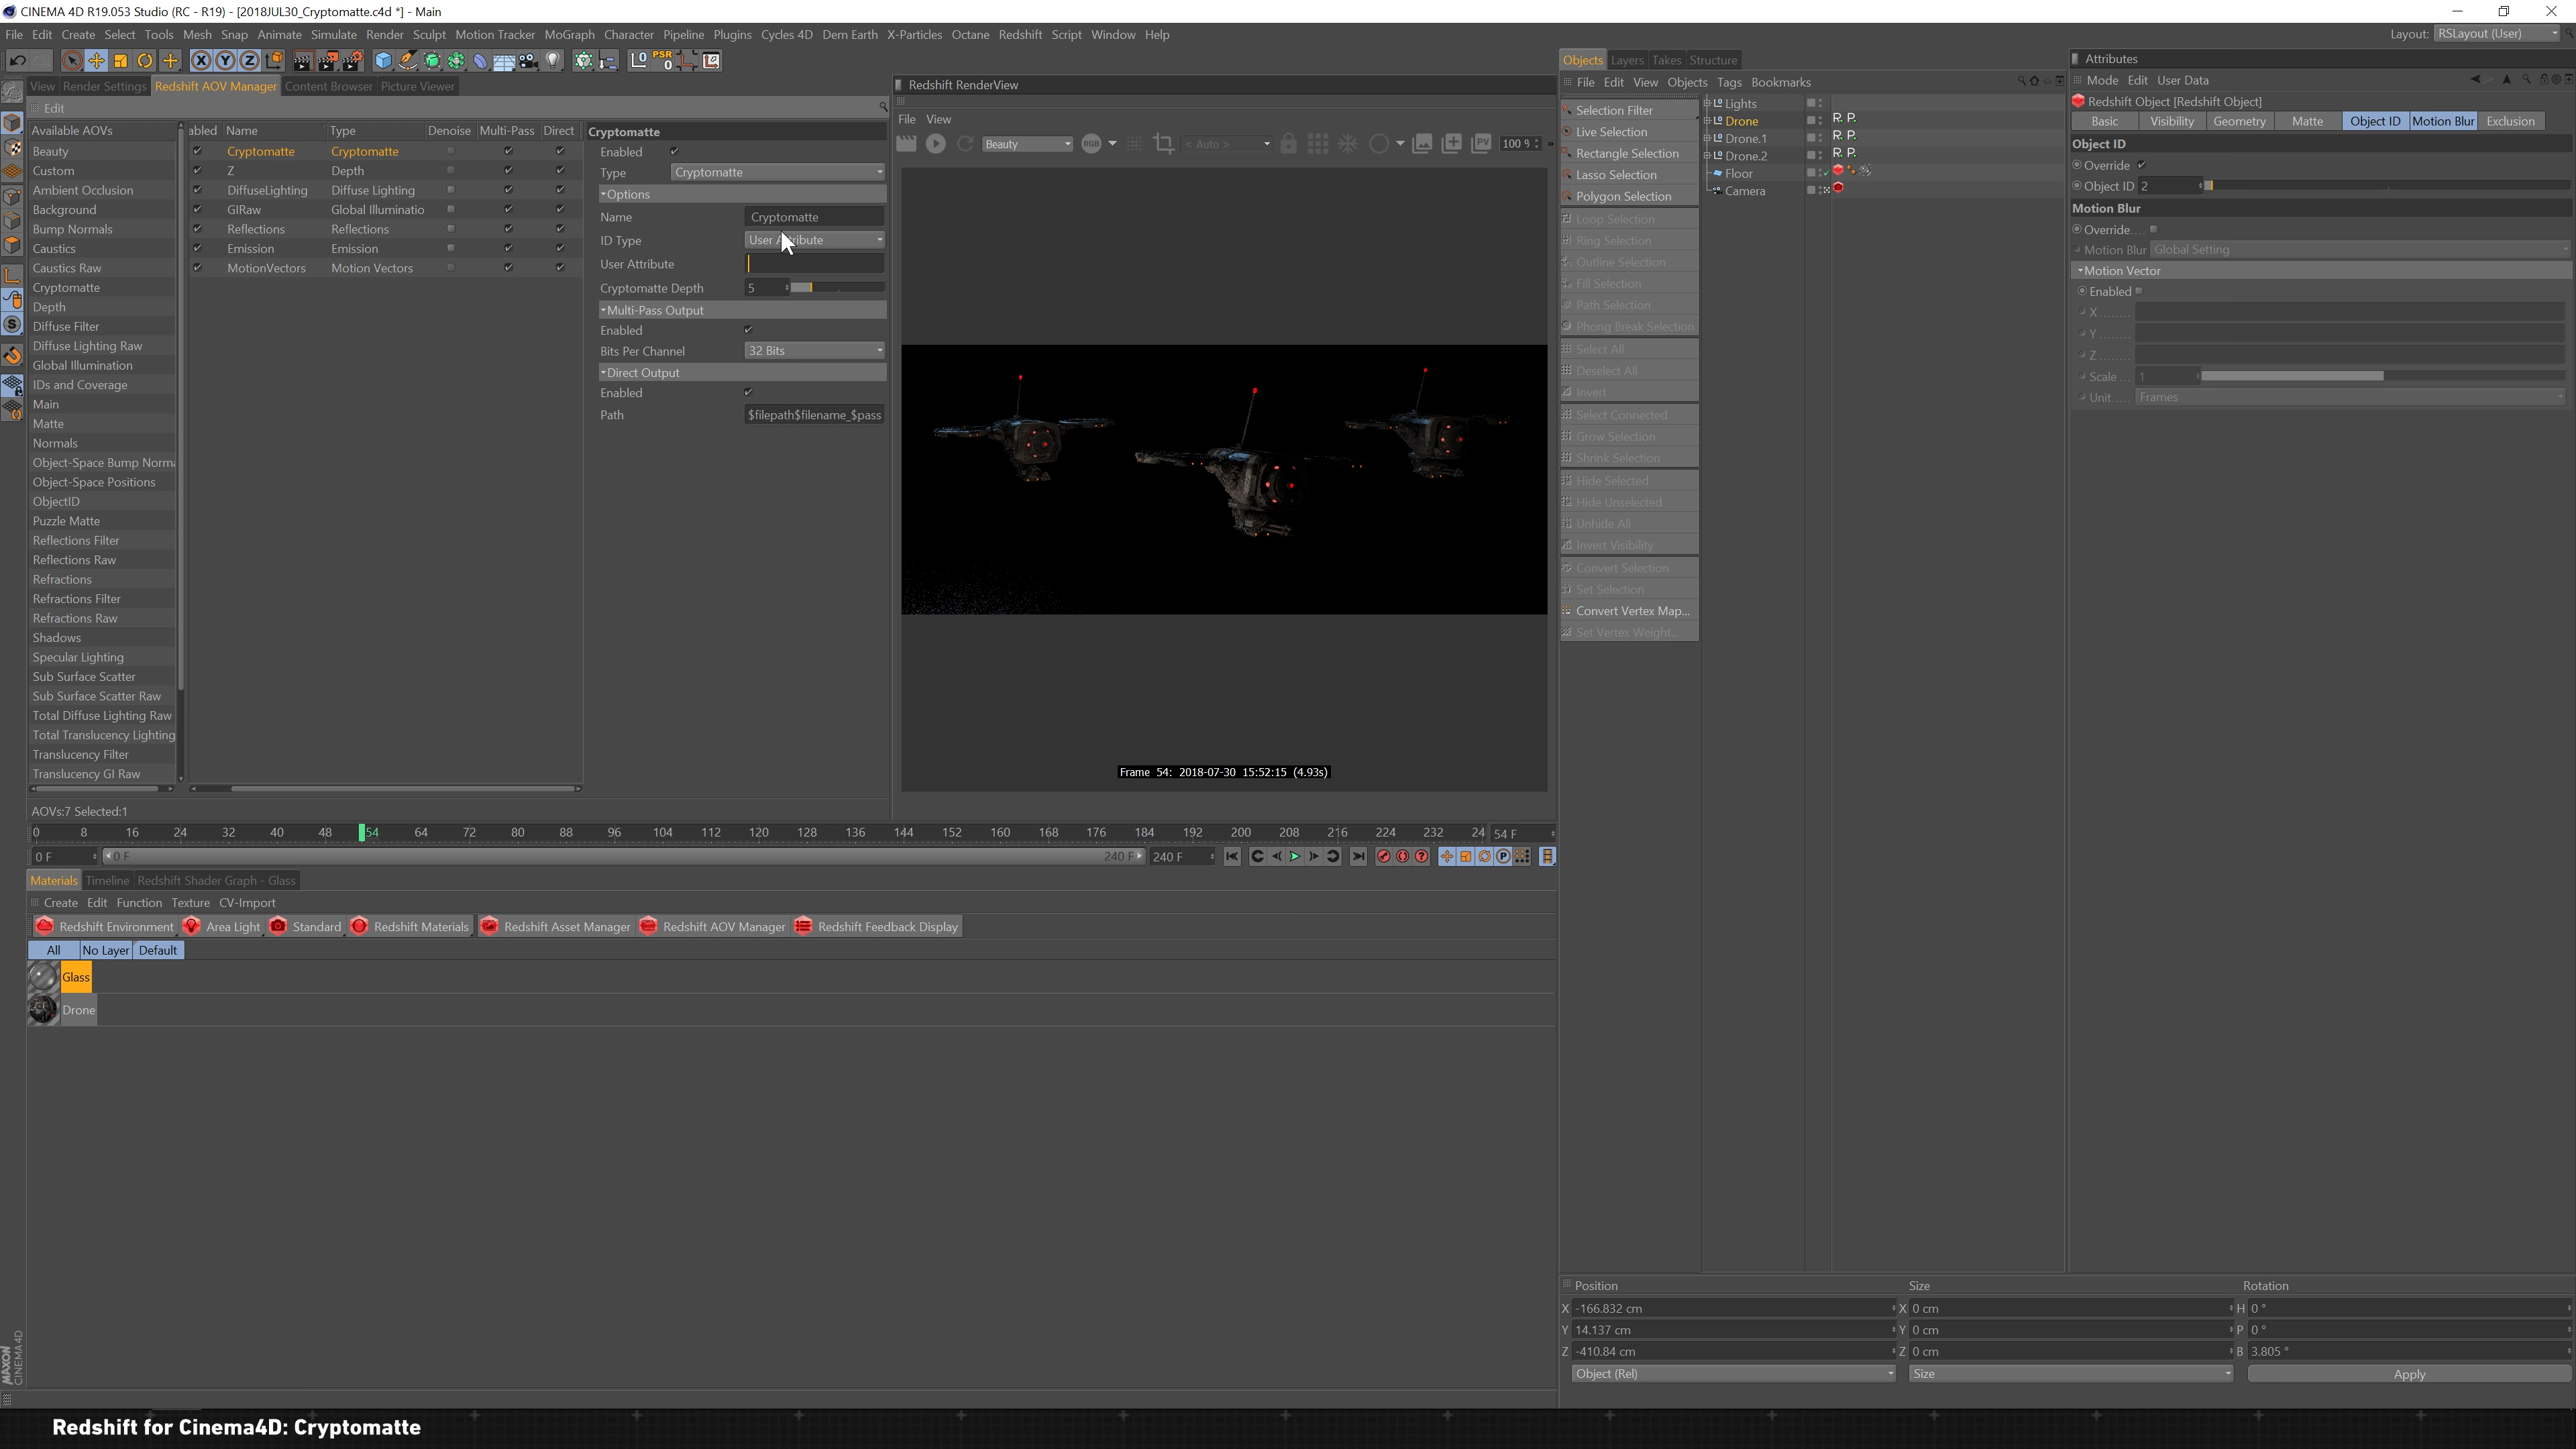 CINEMA 4D R19.053 Studio (RC - R19) - [2018JUL30_Cryptomatte.c4d *] - Main
File Edit Create Select Tools Mesh Snap Animate Simulate Render Sculpt Motion Tracker MoGraph Character Pipeline Plugins Cycles 4D Dem Earth X-Particles Octane Redshift Script Window Help
Layout: RSLayout (User)
View Render Settings Redshift AOV Manager Content Browser Picture Viewer
Edit
Available AOVs
Beauty
Custom
Ambient Occlusion
Background
Bump Normals
Caustics
Caustics Raw
Cryptomatte
Depth
Diffuse Filter
Diffuse Lighting Raw
Global Illumination
IDs and Coverage
Main
Matte
Normals
Object-Space Bump Norma
Object-Space Positions
ObjectID
Puzzle Matte
Reflections Filter
Reflections Raw
Refractions
Refractions Filter
Refractions Raw
Shadows
Specular Lighting
Sub Surface Scatter
Sub Surface Scatter Raw
Total Diffuse Lighting Raw
Total Translucency Lighting
Translucency Filter
Translucency GI Raw
abled Name Type Denoise Multi-Pass Direct
Cryptomatte Cryptomatte
Z Depth
DiffuseLighting Diffuse Lighting
GIRaw Global Illuminatio
Reflections Reflections
Emission Emission
MotionVectors Motion Vectors
Cryptomatte
Enabled
Type Cryptomatte
Options
Name Cryptomatte
ID Type User Attribute
User Attribute
Cryptomatte Depth 5
Multi-Pass Output
Enabled
Bits Per Channel 32 Bits
Direct Output
Enabled
Path $filepath$filename_$pass
AOVs:7 Selected:1
Redshift RenderView
File View
Beauty RGB < Auto > PV 100 %
Frame 54: 2018-07-30 15:52:15 (4.93s)
Objects Layers Takes Structure
File Edit View Objects Tags Bookmarks
Selection Filter
Live Selection
Rectangle Selection
Lasso Selection
Polygon Selection
Loop Selection
Ring Selection
Outline Selection
Fill Selection
Path Selection
Phong Break Selection
Select All
Deselect All
Invert
Select Connected
Grow Selection
Shrink Selection
Hide Selected
Hide Unselected
Unhide All
Invert Visibility
Convert Selection
Set Selection
Convert Vertex Map...
Set Vertex Weight...
Lights
Drone R. P.
Drone.1 R. P.
Drone.2 R. P.
Floor
Camera
Attributes
Mode Edit User Data
Redshift Object [Redshift Object]
Basic Visibility Geometry Matte Object ID Motion Blur Exclusion
Object ID
Override
Object ID 2
Motion Blur
Override....
Motion Blur Global Setting
Motion Vector
Enabled
X
Y
Z
Scale 1
Unit Frames
0 8 16 24 32 40 48 54 64 72 80 88 96 104 112 120 128 136 144 152 160 168 176 184 192 200 208 216 224 232 24 54 F
0 F 0 F 240 F 240 F
Materials Timeline Redshift Shader Graph - Glass
Create Edit Function Texture CV-Import
Redshift Environment Area Light Standard Redshift Materials Redshift Asset Manager Redshift AOV Manager Redshift Feedback Display
All No Layer Default
Glass
Drone
Position Size Rotation
X -166.832 cm X 0 cm H 0 °
Y 14.137 cm Y 0 cm P 0 °
Z -410.84 cm Z 0 cm B 3.805 °
Object (Rel) Size Apply
MAXON
CINEMA 4D
Redshift for Cinema4D: Cryptomatte